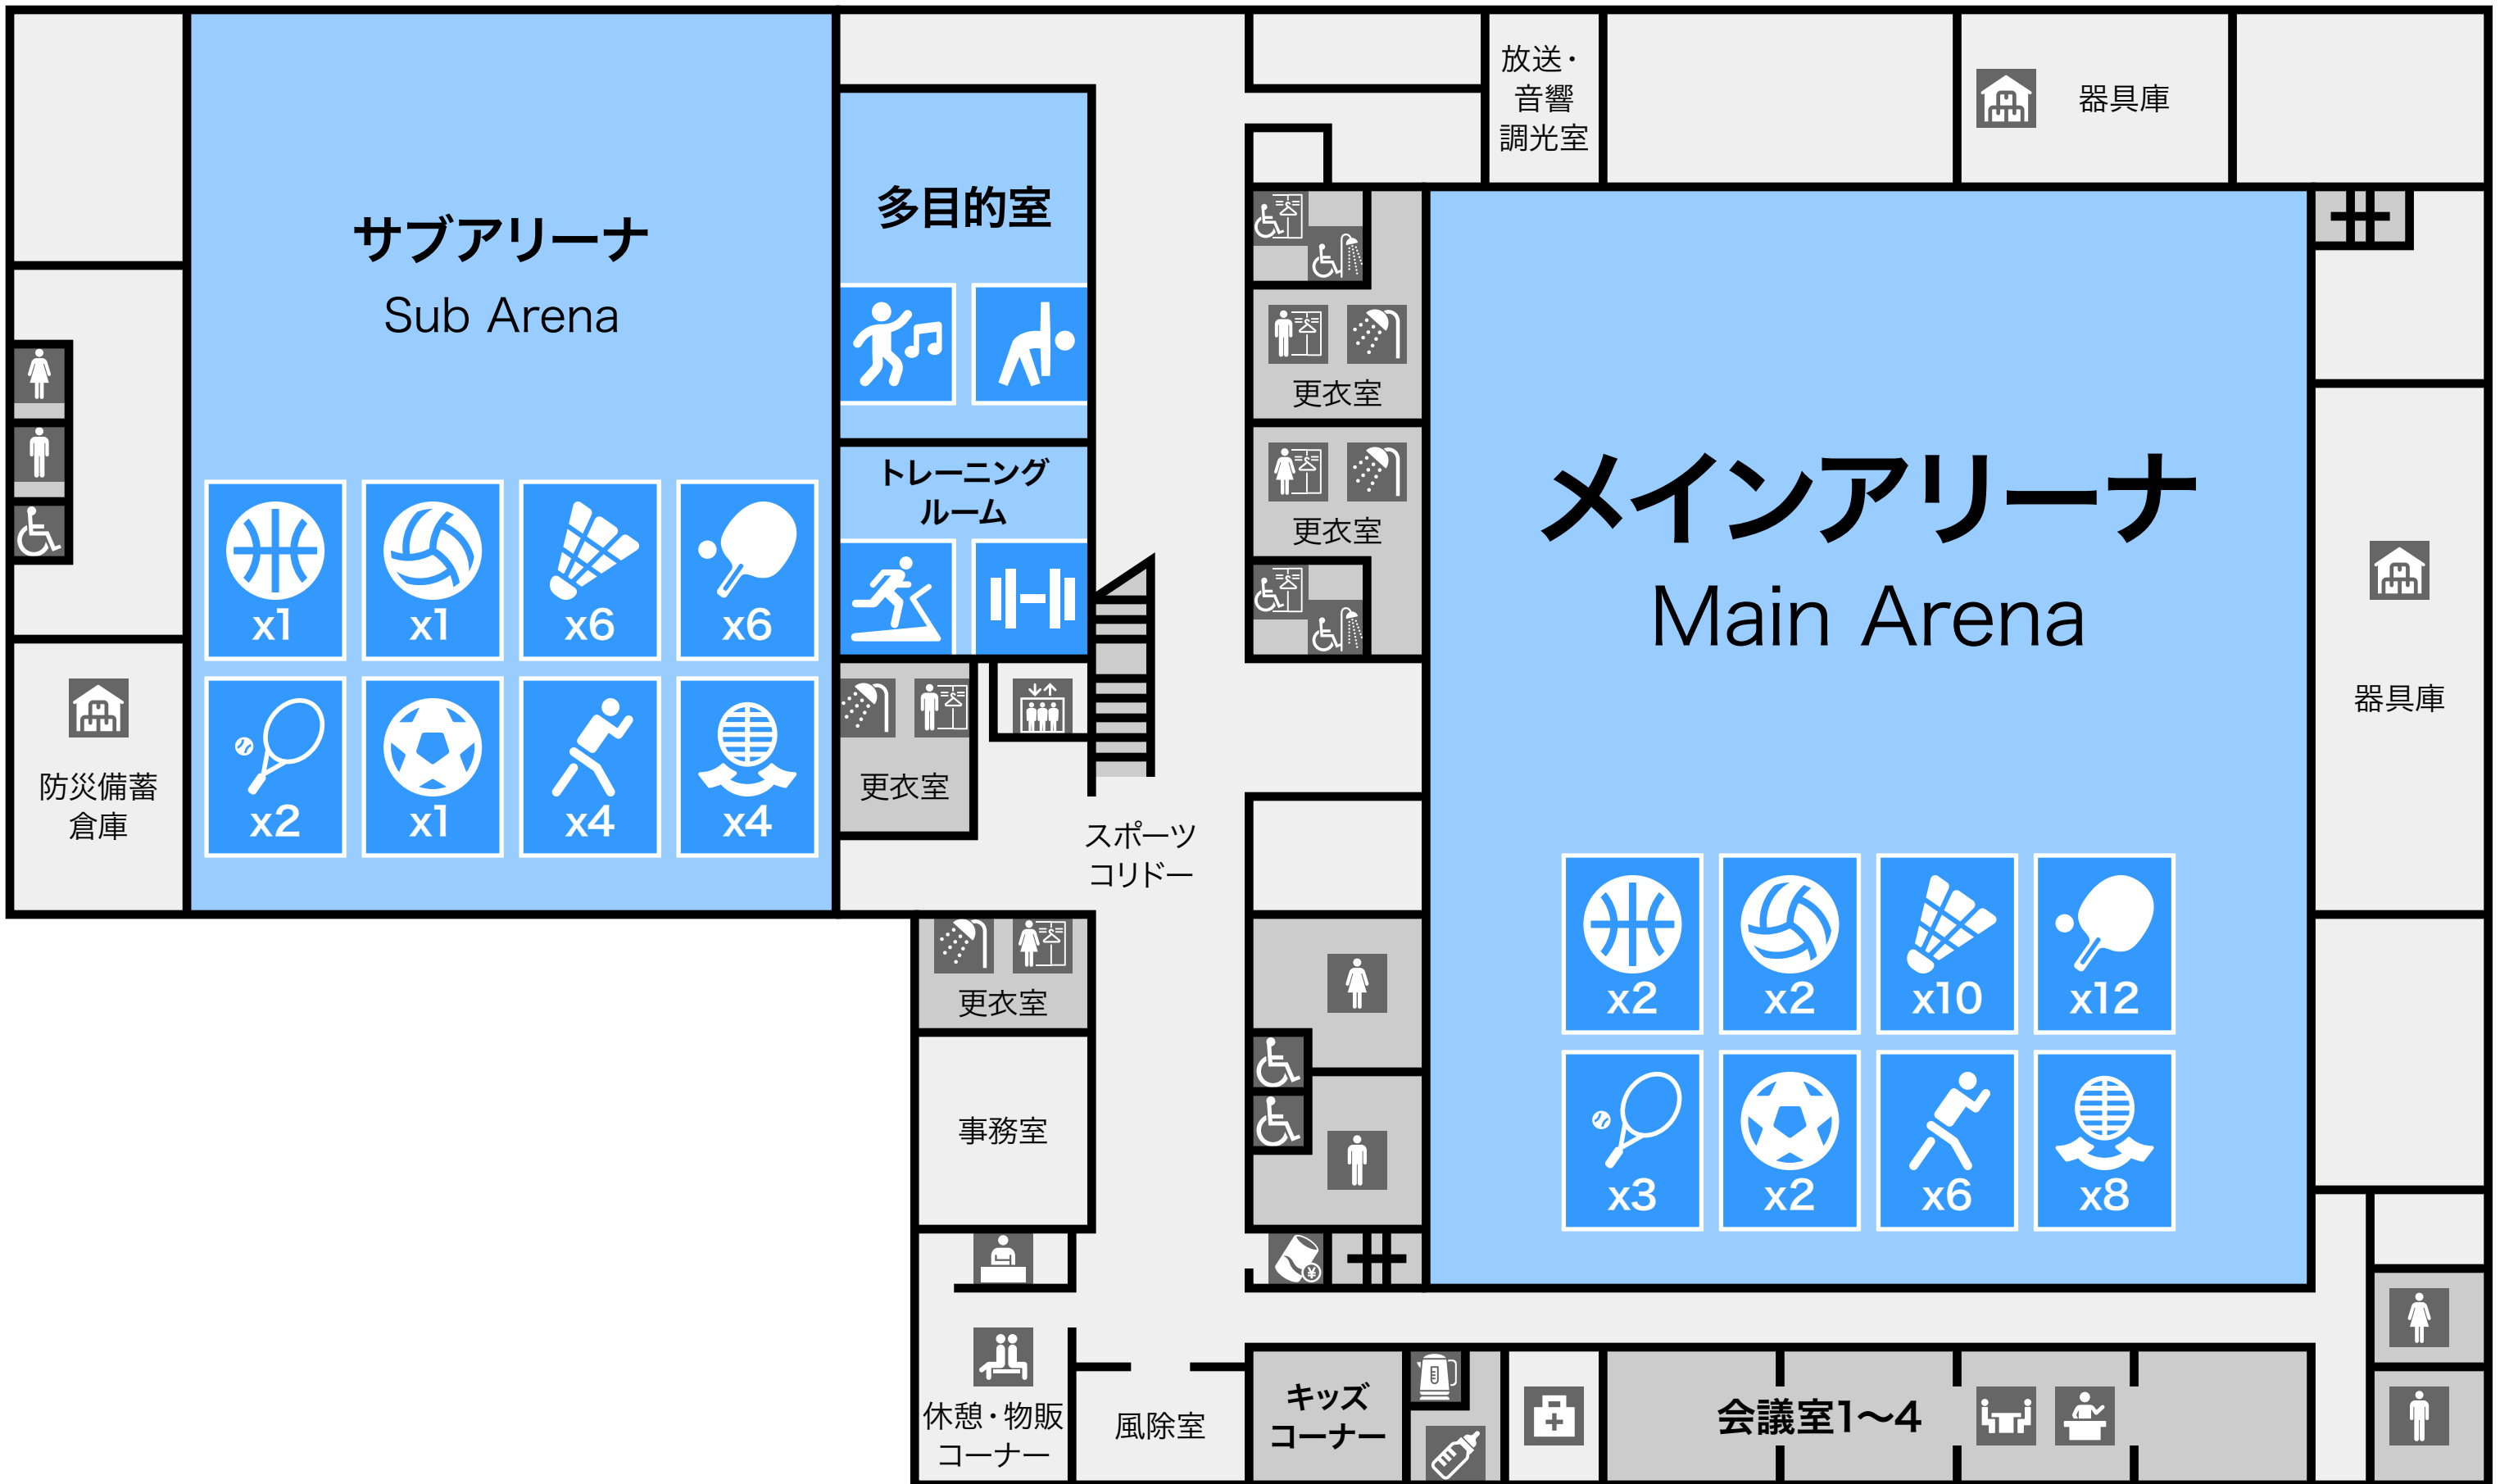 放送・
音響
調光室
器具庫
サブアリーナ
Sub Arena
多目的室
更衣室
トレーニング
ルーム
更衣室
メインアリーナ
Main Arena
x1
x1
x6
x6
器具庫
防災備蓄
倉庫
x2
x1
x4
x4
更衣室
スポーツ
コリドー
更衣室
x2
x2
x10
x12
事務室
x3
x2
x6
x8
¥
休憩・物販
コーナー
風除室
キッズ
コーナー
会議室1〜4